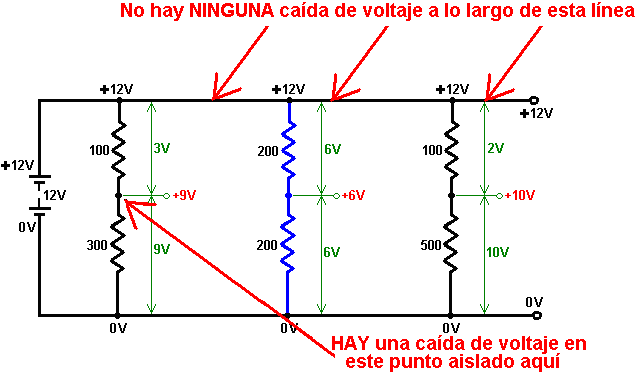 No hay NINGUNA caída de voltaje a lo largo de esta línea
+12V +12V +12V
+12V
100 3V 200 6V 100 2V
+12V
12V +9V +6V +10V
0V
300 9V 200 6V 500 10V
0V
0V 0V 0V
HAY una caída de voltaje en
este punto aislado aquí